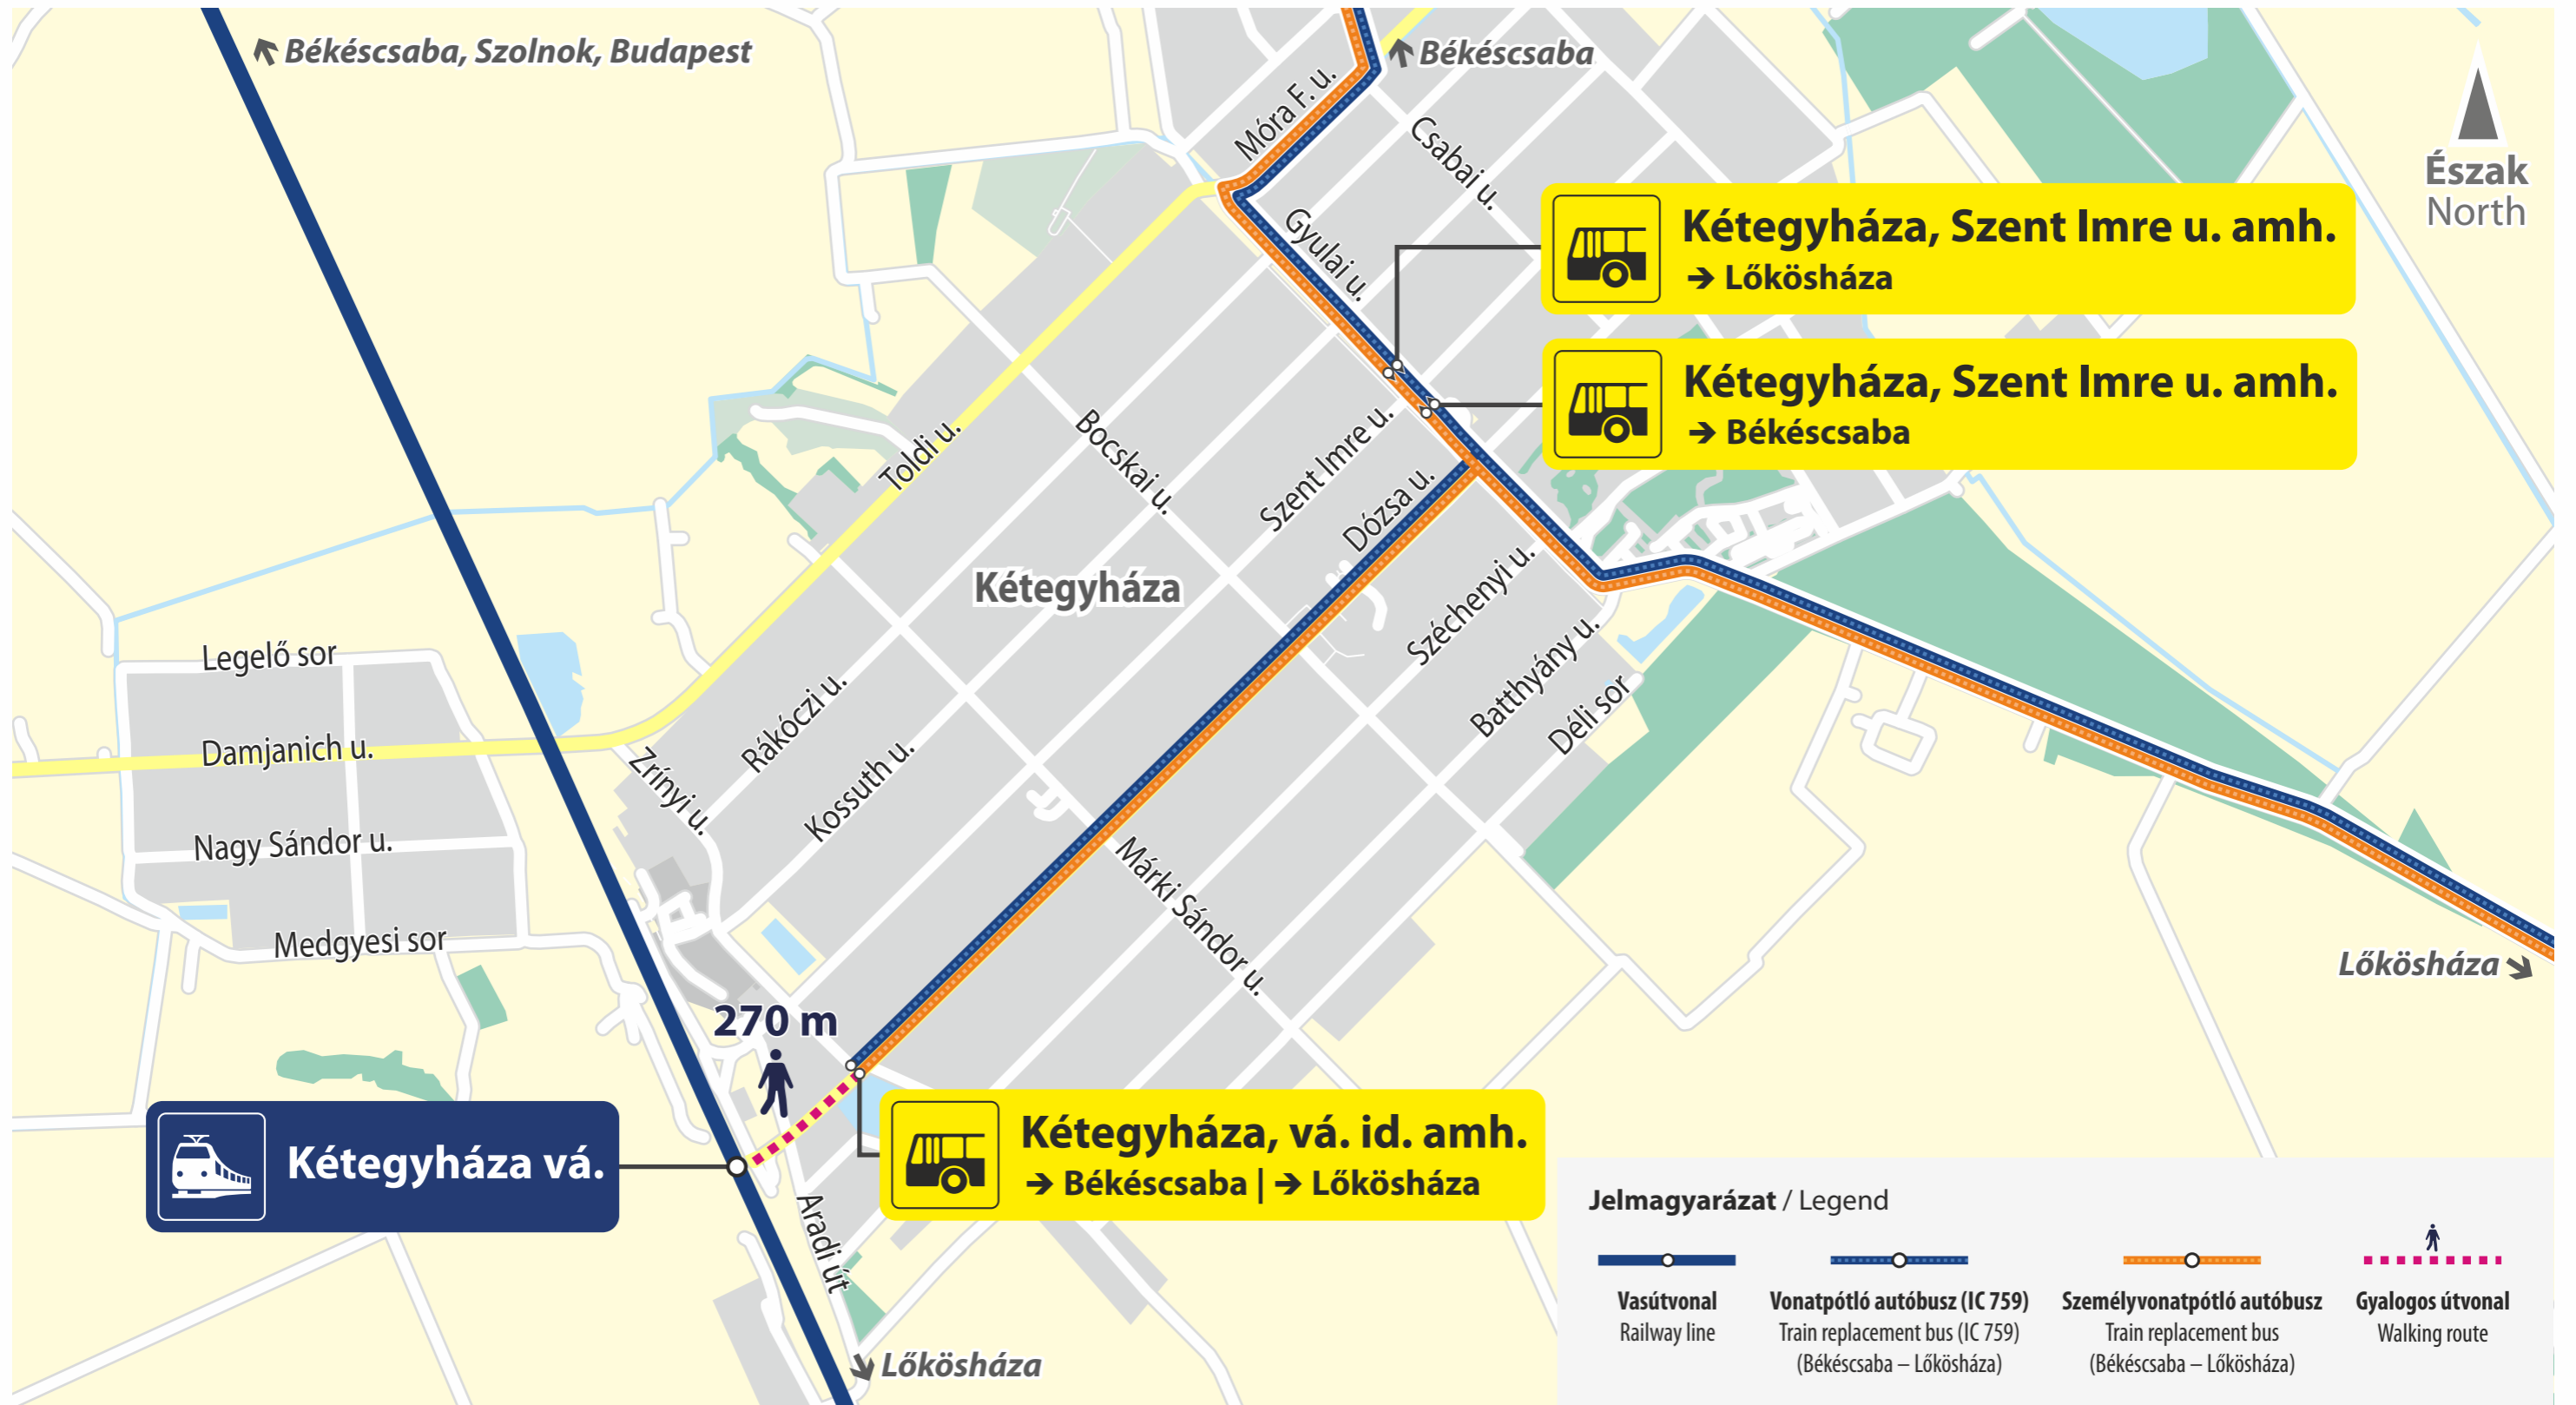 Békéscsaba, Szolnok, Budapest
Békéscsaba
Észak
North
Móra F. u.
Csabai u.
Gyulai u.
Kétegyháza, Szent Imre u. amh.
→ Lőkösháza
Kétegyháza, Szent Imre u. amh.
→ Békéscsaba
Toldi u.
Bocskai u.
Szent Imre u.
Dózsa u.
Kétegyháza
Széchenyi u.
Batthyány u.
Déli sor
Legelő sor
Damjanich u.
Zrínyi u.
Rákóczi u.
Kossuth u.
Nagy Sándor u.
Márki Sándor u.
Medgyesi sor
Lőkösháza
270 m
Kétegyháza vá.
Kétegyháza, vá. id. amh.
→ Békéscsaba | → Lőkösháza
Aradi út
Lőkösháza
Jelmagyarázat / Legend
Vasútvonal
Railway line
Vonatpótló autóbusz (IC 759)
Train replacement bus (IC 759)
(Békéscsaba – Lőkösháza)
Személyvonatpótló autóbusz
Train replacement bus
(Békéscsaba – Lőkösháza)
Gyalogos útvonal
Walking route